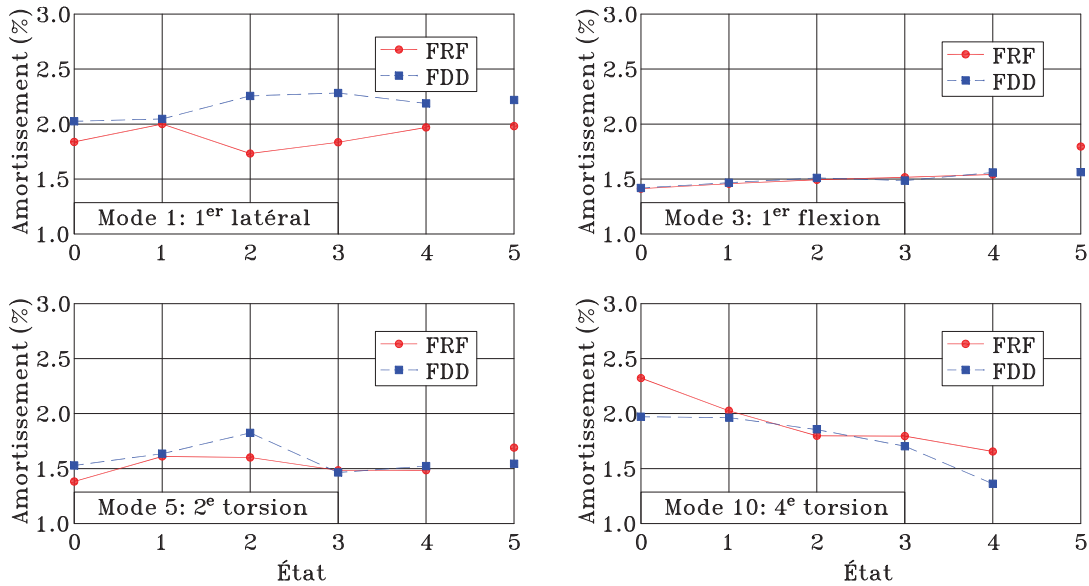 Amortissement (%)
3.0
2.5
2.0
1.5
1.0
FRF
FDD
Mode 1: 1er latéral
0 1 2 3 4 5
Amortissement (%)
3.0
2.5
2.0
1.5
1.0
FRF
FDD
Mode 3: 1er flexion
0 1 2 3 4 5
Amortissement (%)
3.0
2.5
2.0
1.5
1.0
FRF
FDD
Mode 5: 2e torsion
0 1 2 3 4 5
État
Amortissement (%)
3.0
2.5
2.0
1.5
1.0
FRF
FDD
Mode 10: 4e torsion
0 1 2 3 4 5
État